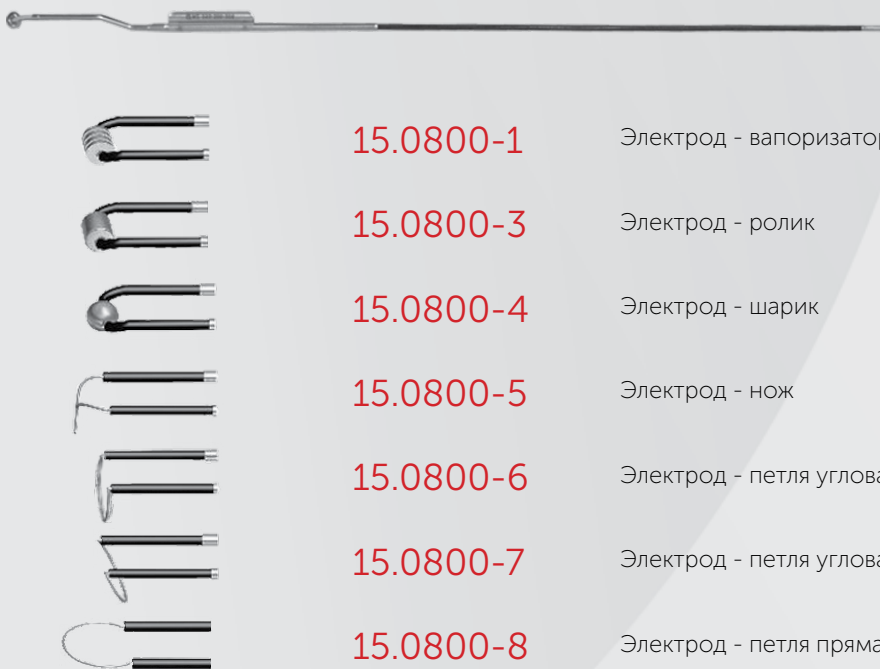 15.0800-1 Электрод - вапоризатор
15.0800-3 Электрод - ролик
15.0800-4 Электрод - шарик
15.0800-5 Электрод - нож
15.0800-6 Электрод - петля углова
15.0800-7 Электрод - петля углова
15.0800-8 Электрод - петля пряма